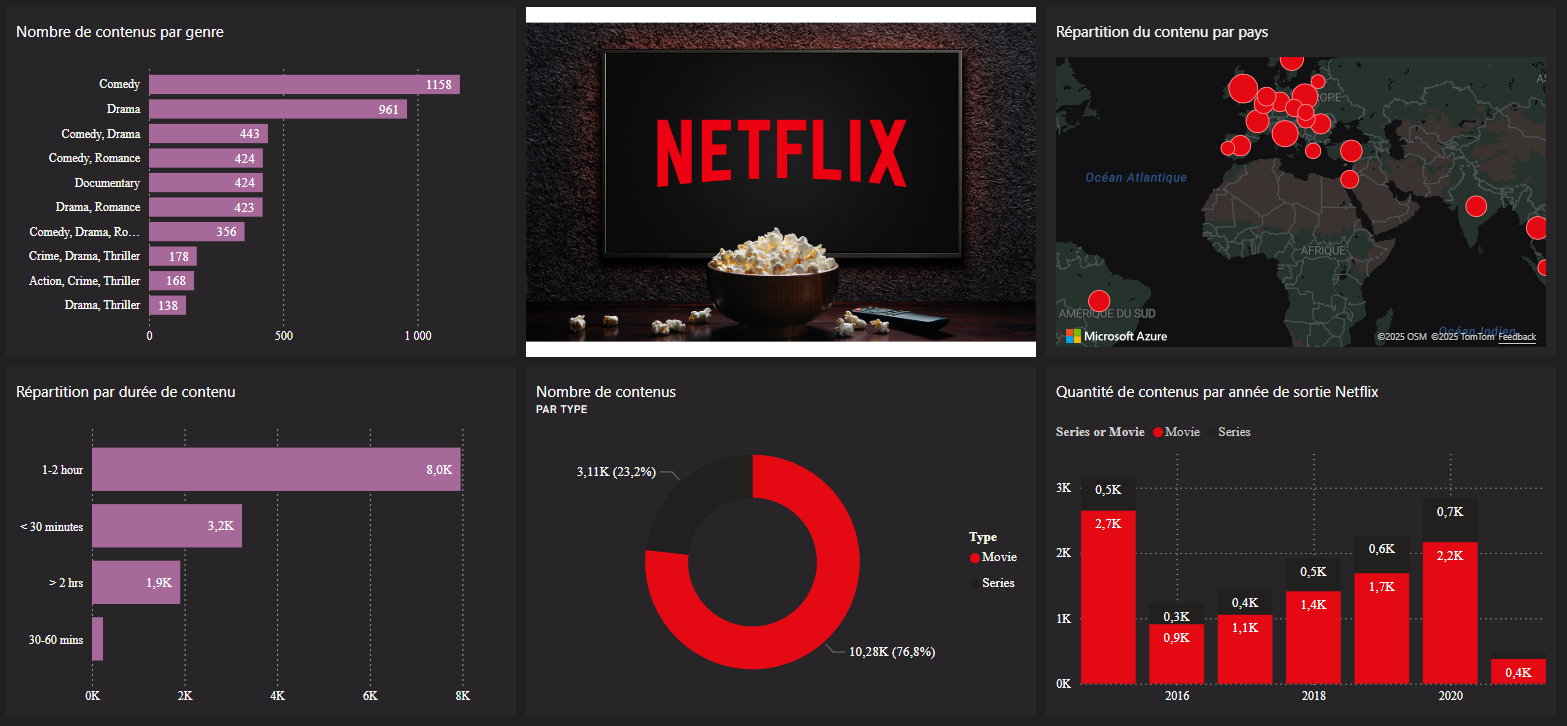 Nombre de contenus par genre
Comedy
1158
Drama
961
Comedy, Drama
443
Comedy, Romance
424
Documentary
424
Drama, Romance
423
Comedy, Drama, Ro...
356
Crime, Drama, Thriller
178
Action, Crime, Thriller
168
Drama, Thriller
138
0 500 1 000
NETFLIX
Répartition du contenu par pays
OPE
AS
Océan Atlantique
AFRIQUE
AMÉRIQUE DU SUD
Océan Indien
Microsoft Azure
©2025 OSM ©2025 TomTom Feedback
Répartition par durée de contenu
1-2 hour
8,0K
< 30 minutes
3,2K
> 2 hrs
1,9K
30-60 mins
0K 2K 4K 6K 8K
Nombre de contenus
PAR TYPE
3,11K (23,2%)
10,28K (76,8%)
Type
Movie
Series
Quantité de contenus par année de sortie Netflix
Series or Movie Movie Series
3K
2K
1K
0K
0,5K
2,7K
0,3K
0,9K
0,4K
1,1K
0,5K
1,4K
0,6K
1,7K
0,7K
2,2K
0,4K
2016 2018 2020